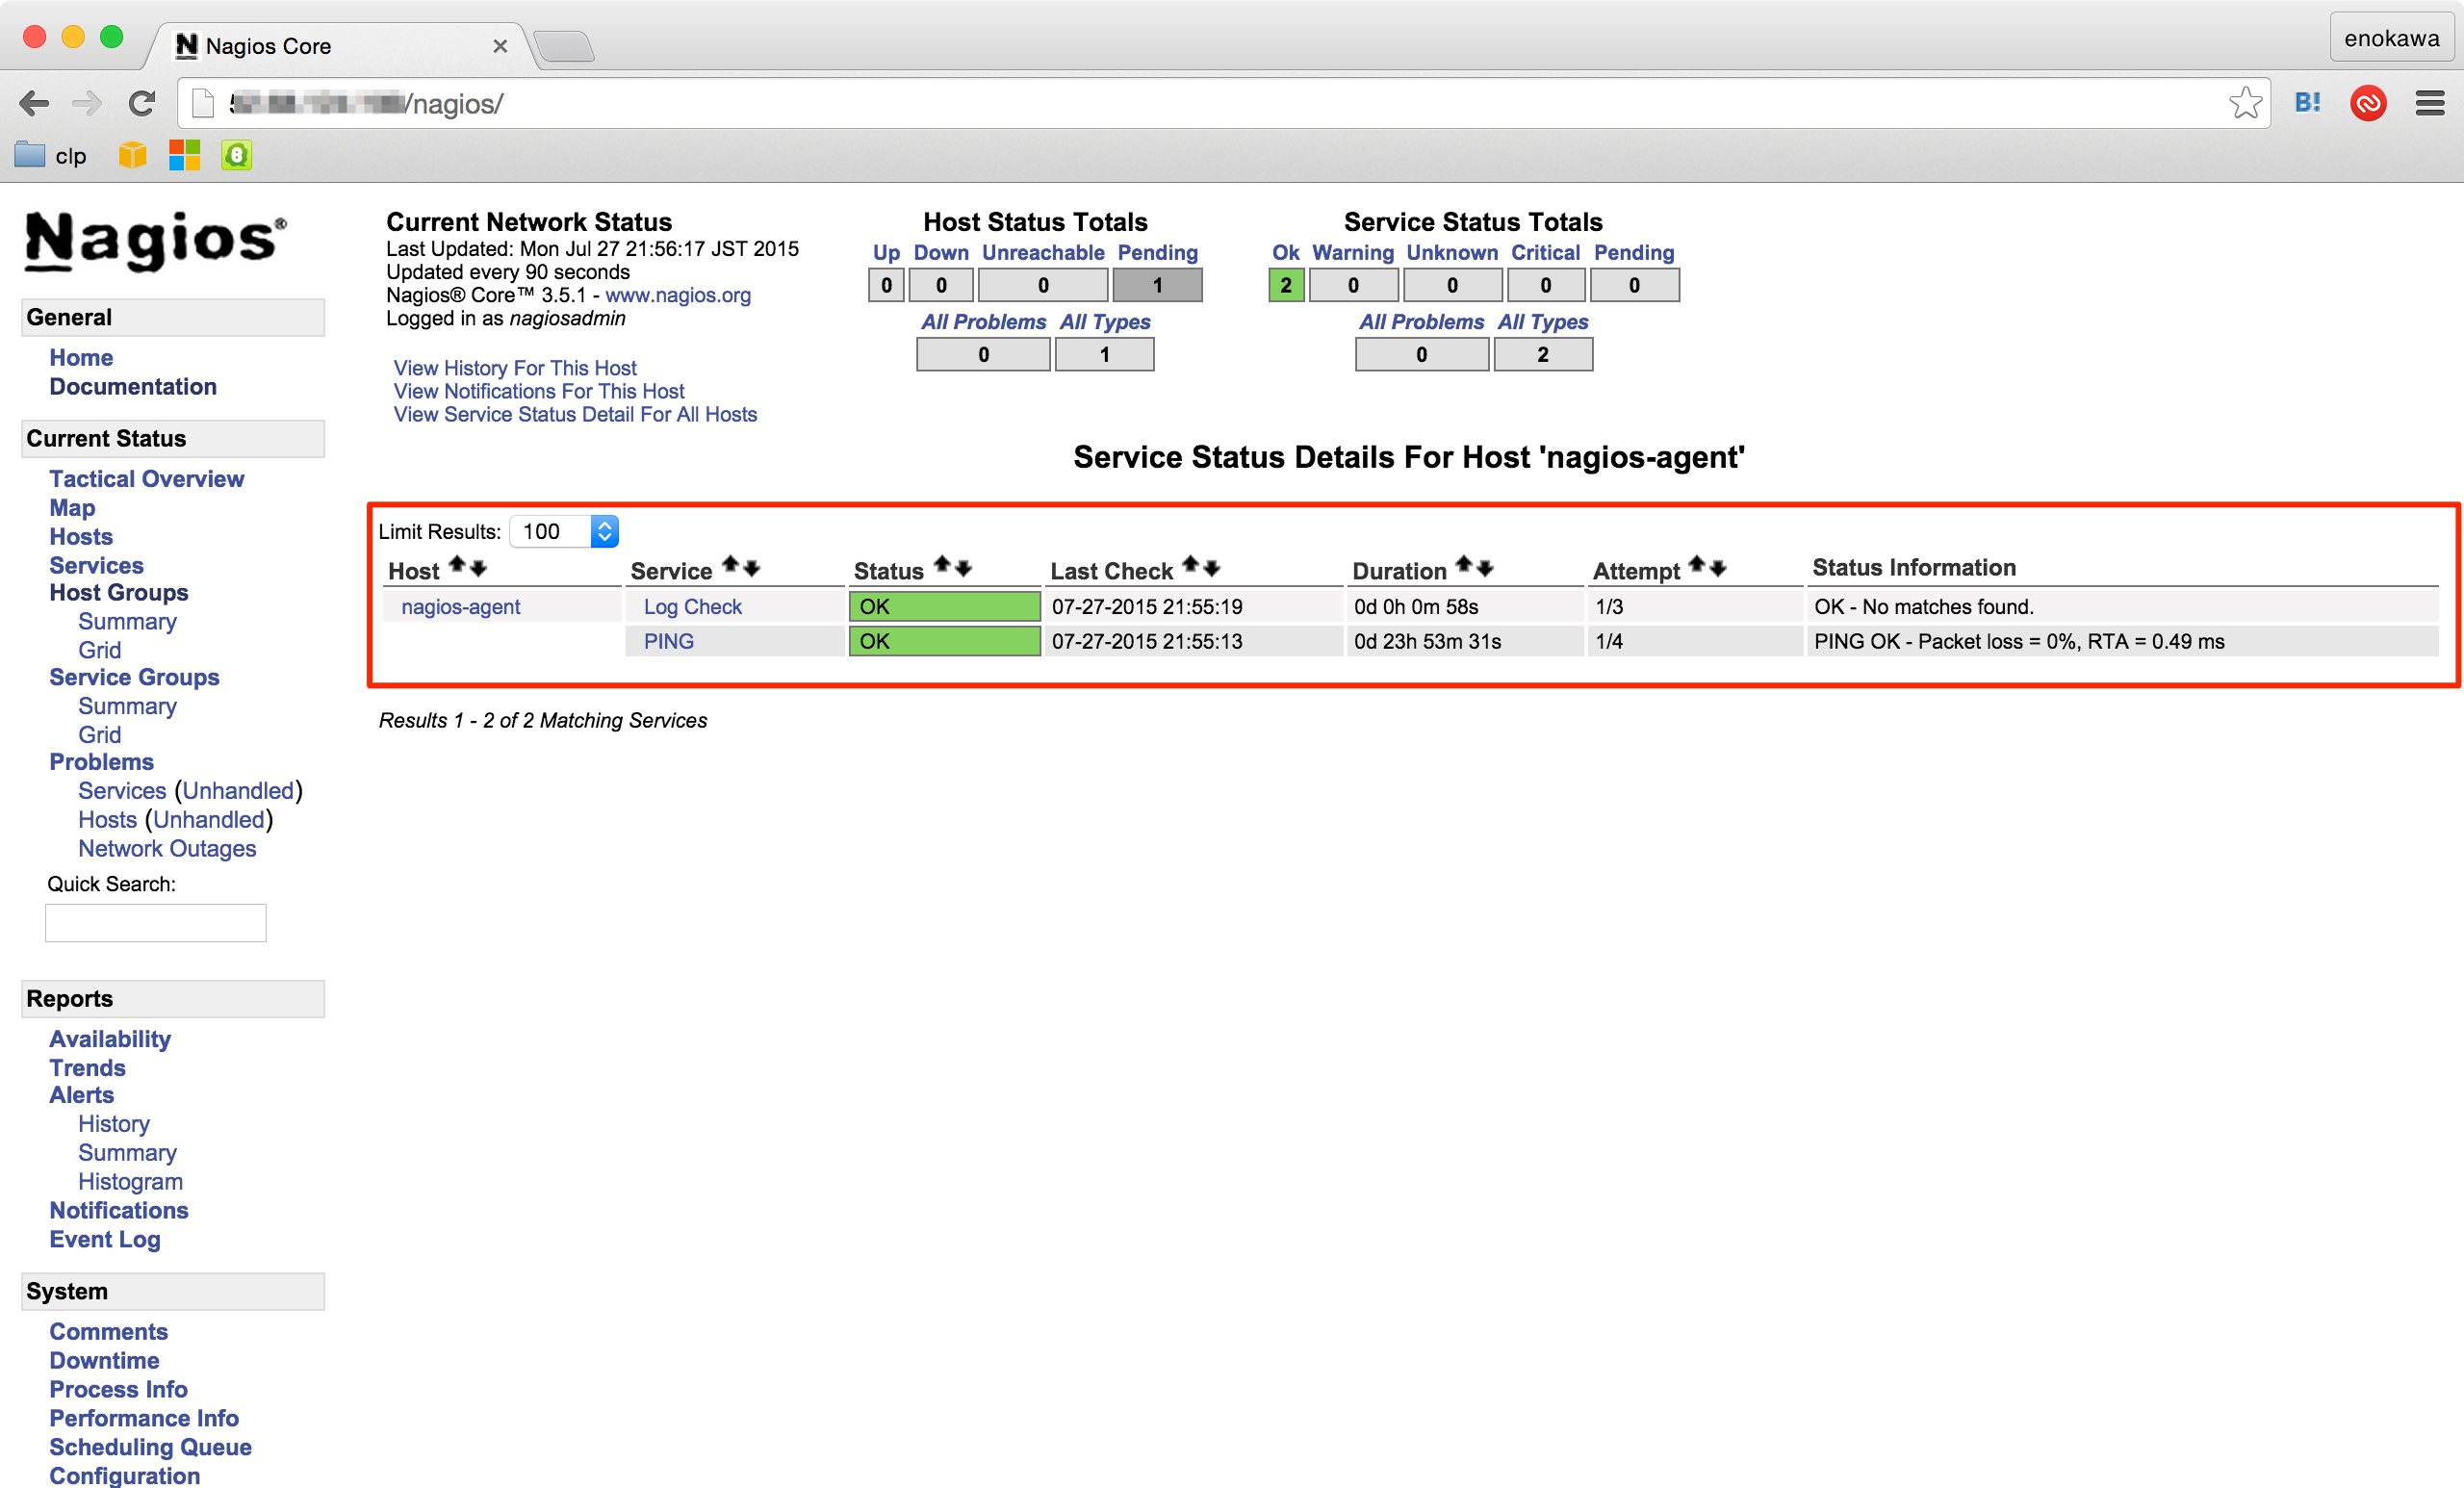 Nagios Core
enokawa
/nagios/
clp
B!
Nagios®
General
Home
Documentation
Current Status
Tactical Overview
Map
Hosts
Services
Host Groups
Summary
Grid
Service Groups
Summary
Grid
Problems
Services (Unhandled)
Hosts (Unhandled)
Network Outages
Quick Search:
Reports
Availability
Trends
Alerts
History
Summary
Histogram
Notifications
Event Log
System
Comments
Downtime
Process Info
Performance Info
Scheduling Queue
Configuration
Current Network Status
Last Updated: Mon Jul 27 21:56:17 JST 2015
Updated every 90 seconds
Nagios® Core™ 3.5.1 - www.nagios.org
Logged in as nagiosadmin
View History For This Host
View Notifications For This Host
View Service Status Detail For All Hosts
Host Status Totals
Up Down Unreachable Pending
0 0 0 1
All Problems All Types
0 1
Service Status Totals
Ok Warning Unknown Critical Pending
2 0 0 0 0
All Problems All Types
0 2
Service Status Details For Host 'nagios-agent'
Limit Results: 100
Host Service Status Last Check Duration Attempt Status Information
nagios-agent Log Check OK 07-27-2015 21:55:19 0d 0h 0m 58s 1/3 OK - No matches found.
PING OK 07-27-2015 21:55:13 0d 23h 53m 31s 1/4 PING OK - Packet loss = 0%, RTA = 0.49 ms
Results 1 - 2 of 2 Matching Services